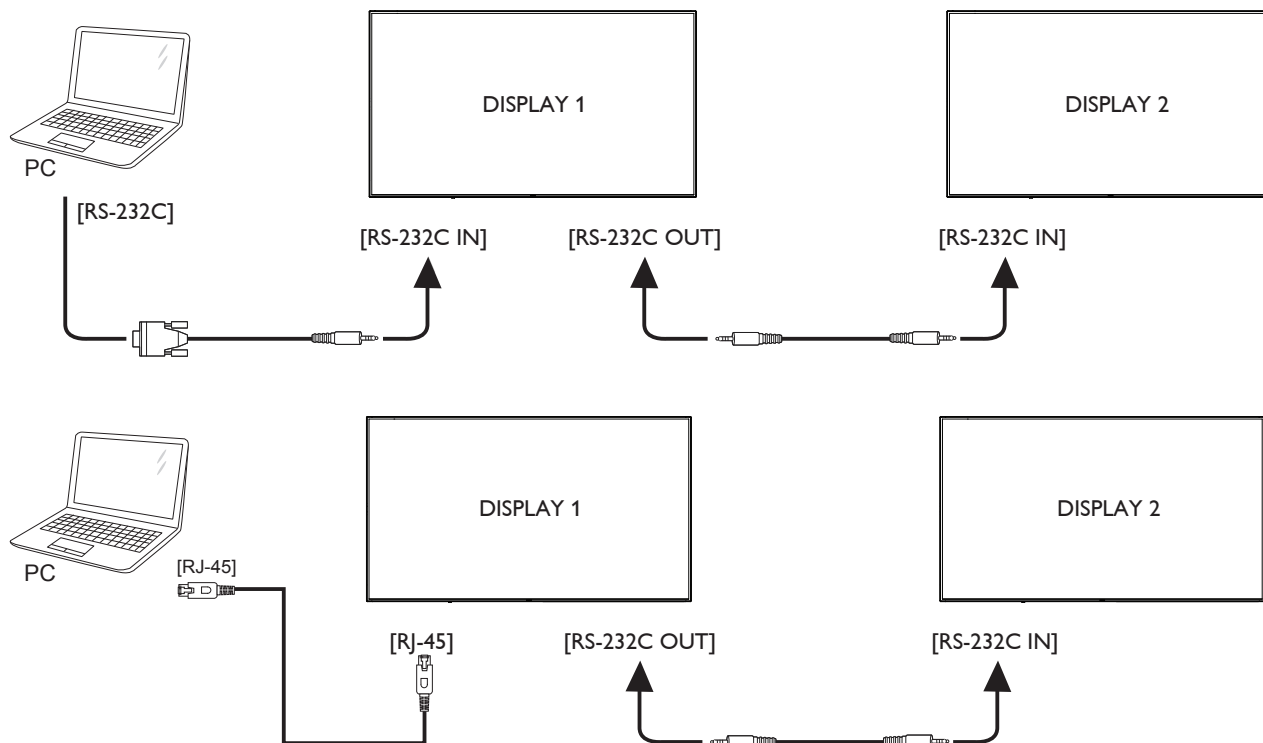 DISPLAY 1
DISPLAY 2
PC
[RS-232C]
[RS-232C IN]
[RS-232C OUT]
[RS-232C IN]
DISPLAY 1
DISPLAY 2
PC
[RJ-45]
[RJ-45]
[RS-232C OUT]
[RS-232C IN]